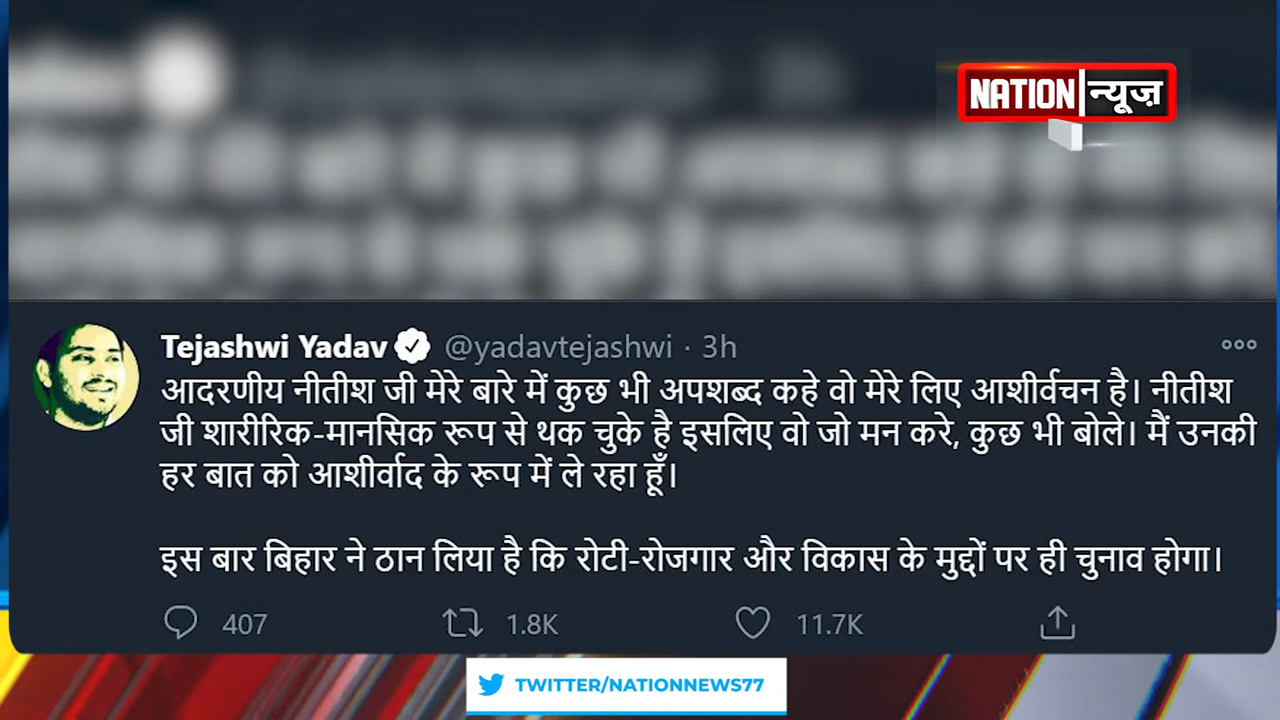 NATION न्यूज़
Tejashwi Yadav @yadavtejashwi · 3h
आदरणीय नीतीश जी मेरे बारे में कुछ भी अपशब्द कहे वो मेरे लिए आशीर्वचन है। नीतीश
जी शारीरिक-मानसिक रूप से थक चुके है इसलिए वो जो मन करे, कुछ भी बोले। मैं उनकी
हर बात को आशीर्वाद के रूप में ले रहा हूँ।
इस बार बिहार ने ठान लिया है कि रोटी-रोजगार और विकास के मुद्दों पर ही चुनाव होगा।
407 1.8K 11.7K
TWITTER/NATIONNEWS77